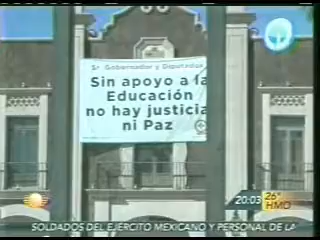 Sr. Gobernador y Diputados
Sin apoyo a la
Educación
no hay justicia
ni Paz
20:03
26°
HMO
SOLDADOS DEL EJERCITO MEXICANO Y PERSONAL DE LA